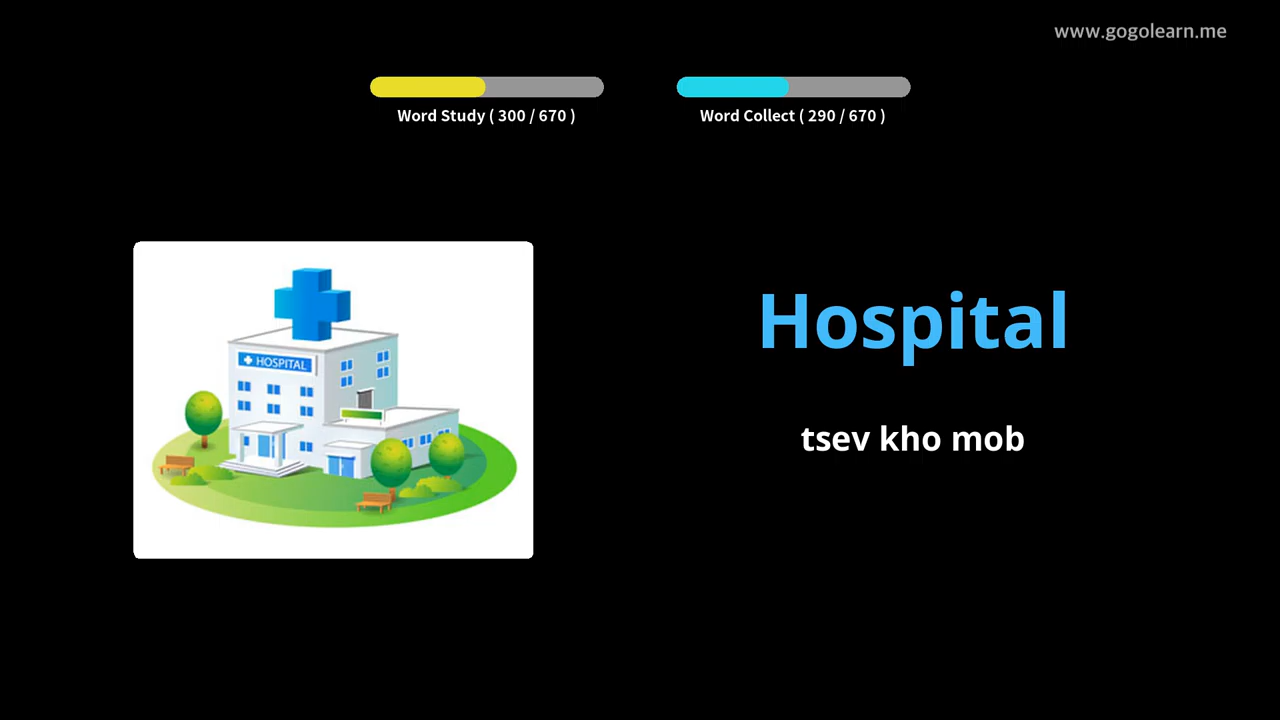 www.gogolearn.me
Word Study ( 300 / 670 )
Word Collect ( 290 / 670 )
HOSPITAL
Hospital
tsev kho mob